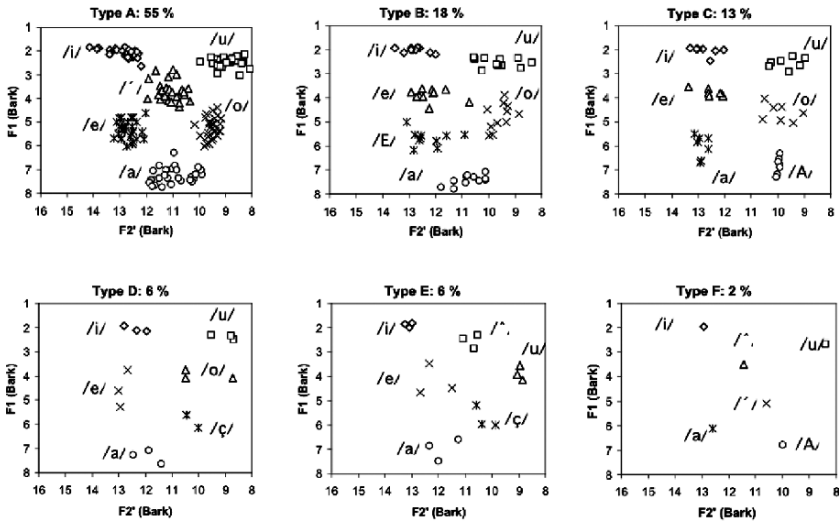 Type A: 55 %
F1 (Bark)
1
2
3
4
5
6
7
8
/i/
/u/
/´/
/o/
/e/
/a/
16 15 14 13 12 11 10 9 8
F2' (Bark)
Type B: 18 %
F1 (Bark)
1
2
3
4
5
6
7
8
/i/
/u/
/e/
/o/
/E/
/a/
16 15 14 13 12 11 10 9 8
F2' (Bark)
Type C: 13 %
F1 (Bark)
1
2
3
4
5
6
7
8
/i/
/u/
/e/
/o/
/a/
/A/
16 15 14 13 12 11 10 9 8
F2' (Bark)
Type D: 6 %
F1 (Bark)
1
2
3
4
5
6
7
8
/i/
/u/
/e/
/o/
/ç/
/a/
16 15 14 13 12 11 10 9 8
F2' (Bark)
Type E: 6 %
F1 (Bark)
1
2
3
4
5
6
7
8
/i/
/ˆ/
/u/
/e/
/ç/
/a/
16 15 14 13 12 11 10 9 8
F2' (Bark)
Type F: 2 %
F1 (Bark)
1
2
3
4
5
6
7
8
/i/
/ˆ/
/u/
/´/
/a/
/A/
16 15 14 13 12 11 10 9 8
F2' (Bark)